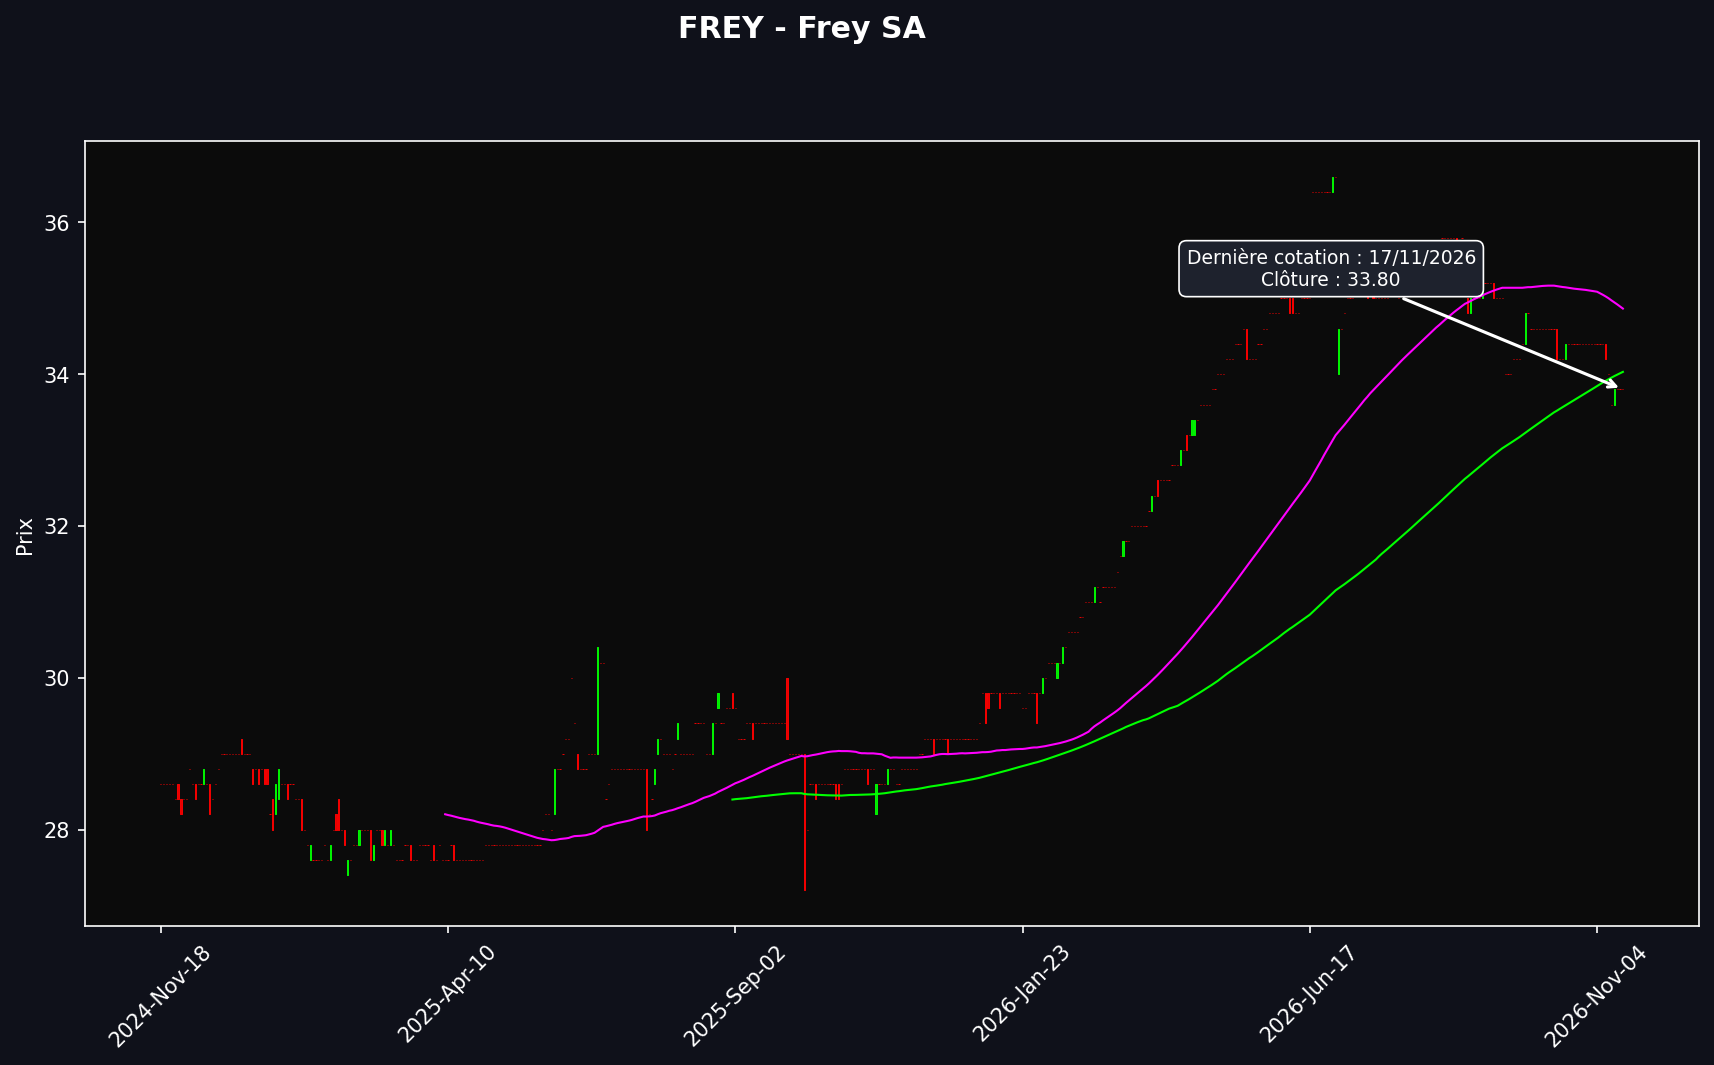 FREY - Frey SA
Prix
36
34
32
30
28
Dernière cotation : 17/11/2026
Clôture : 33.80
2024-Nov-18
2025-Apr-10
2025-Sep-02
2026-Jan-23
2026-Jun-17
2026-Nov-04